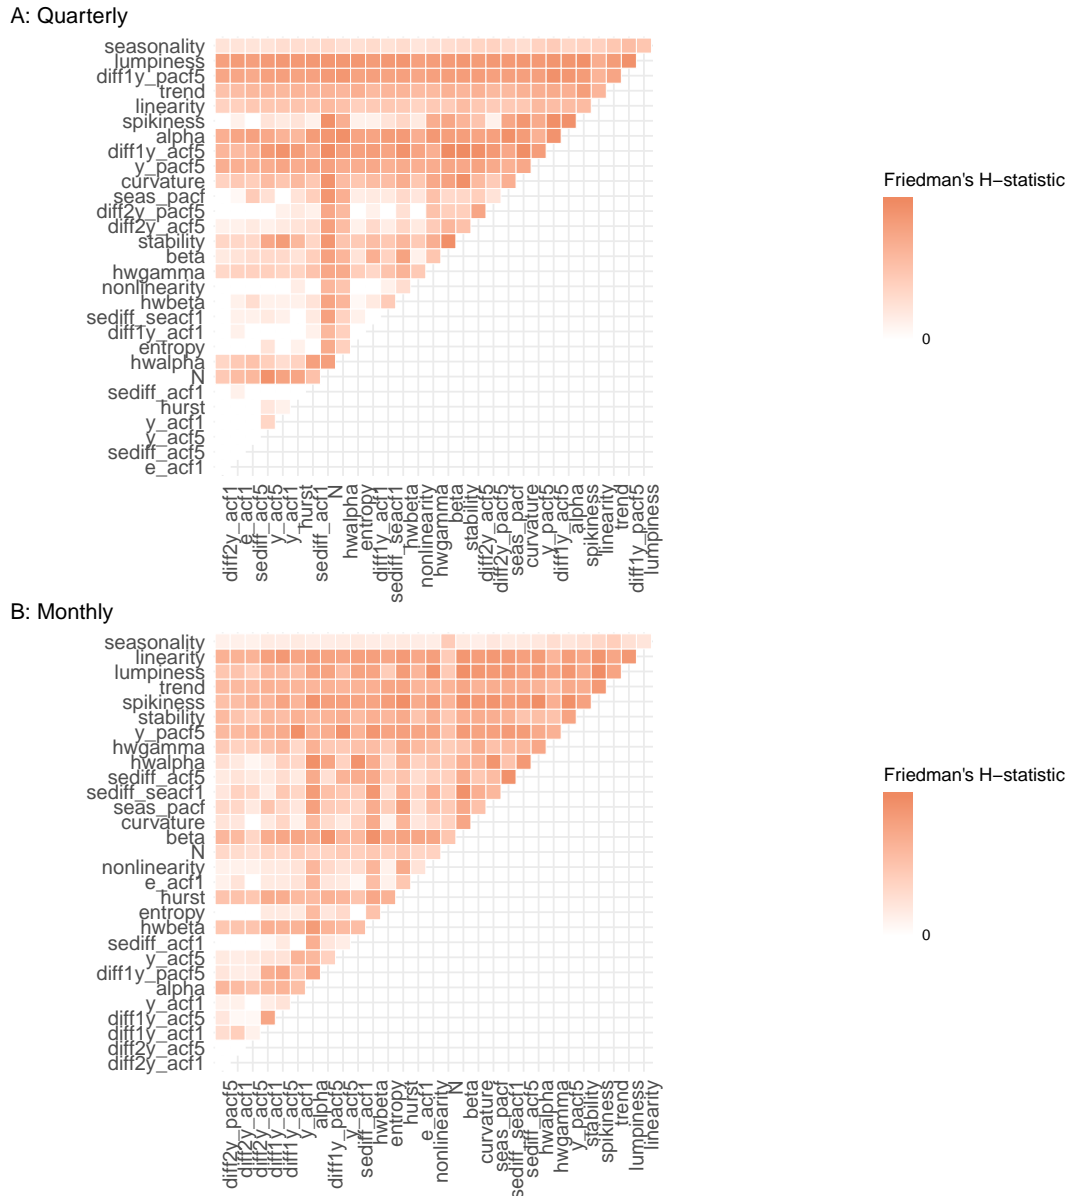 A: Quarterly
seasonality
lumpiness
diff1y_pacf5
trend
linearity
spikiness
alpha
diff1y_acf5
y_pacf5
curvature
seas_pacf
diff2y_pacf5
diff2y_acf5
stability
beta
hwgamma
nonlinearity
hwbeta
sediff_seacf1
diff1y_acf1
entropy
hwalpha
N
sediff_acf1
hurst
y_acf1
y_acf5
sediff_acf5
e_acf1
diff2y_acf1
e_acf1
sediff_acf5
y_acf5
y_acf1
hurst
sediff_acf1
N
hwalpha
entropy
diff1y_acf1
sediff_seacf1
hwbeta
nonlinearity
hwgamma
beta
stability
diff2y_acf5
diff2y_pacf5
seas_pacf
curvature
y_pacf5
diff1y_acf5
alpha
spikiness
linearity
trend
diff1y_pacf5
lumpiness
Friedman's H−statistic
0
B: Monthly
seasonality
linearity
lumpiness
trend
spikiness
stability
y_pacf5
hwgamma
hwalpha
sediff_acf5
sediff_seacf1
seas_pacf
curvature
beta
N
nonlinearity
e_acf1
hurst
entropy
hwbeta
sediff_acf1
y_acf5
diff1y_pacf5
alpha
y_acf1
diff1y_acf5
diff1y_acf1
diff2y_acf5
diff2y_acf1
diff2y_pacf5
diff2y_acf1
diff2y_acf5
diff1y_acf1
diff1y_acf5
y_acf1
alpha
diff1y_pacf5
y_acf5
sediff_acf1
hwbeta
entropy
hurst
e_acf1
nonlinearity
N
beta
curvature
seas_pacf
sediff_seacf1
sediff_acf5
hwalpha
hwgamma
y_pacf5
stability
spikiness
trend
lumpiness
linearity
Friedman's H−statistic
0